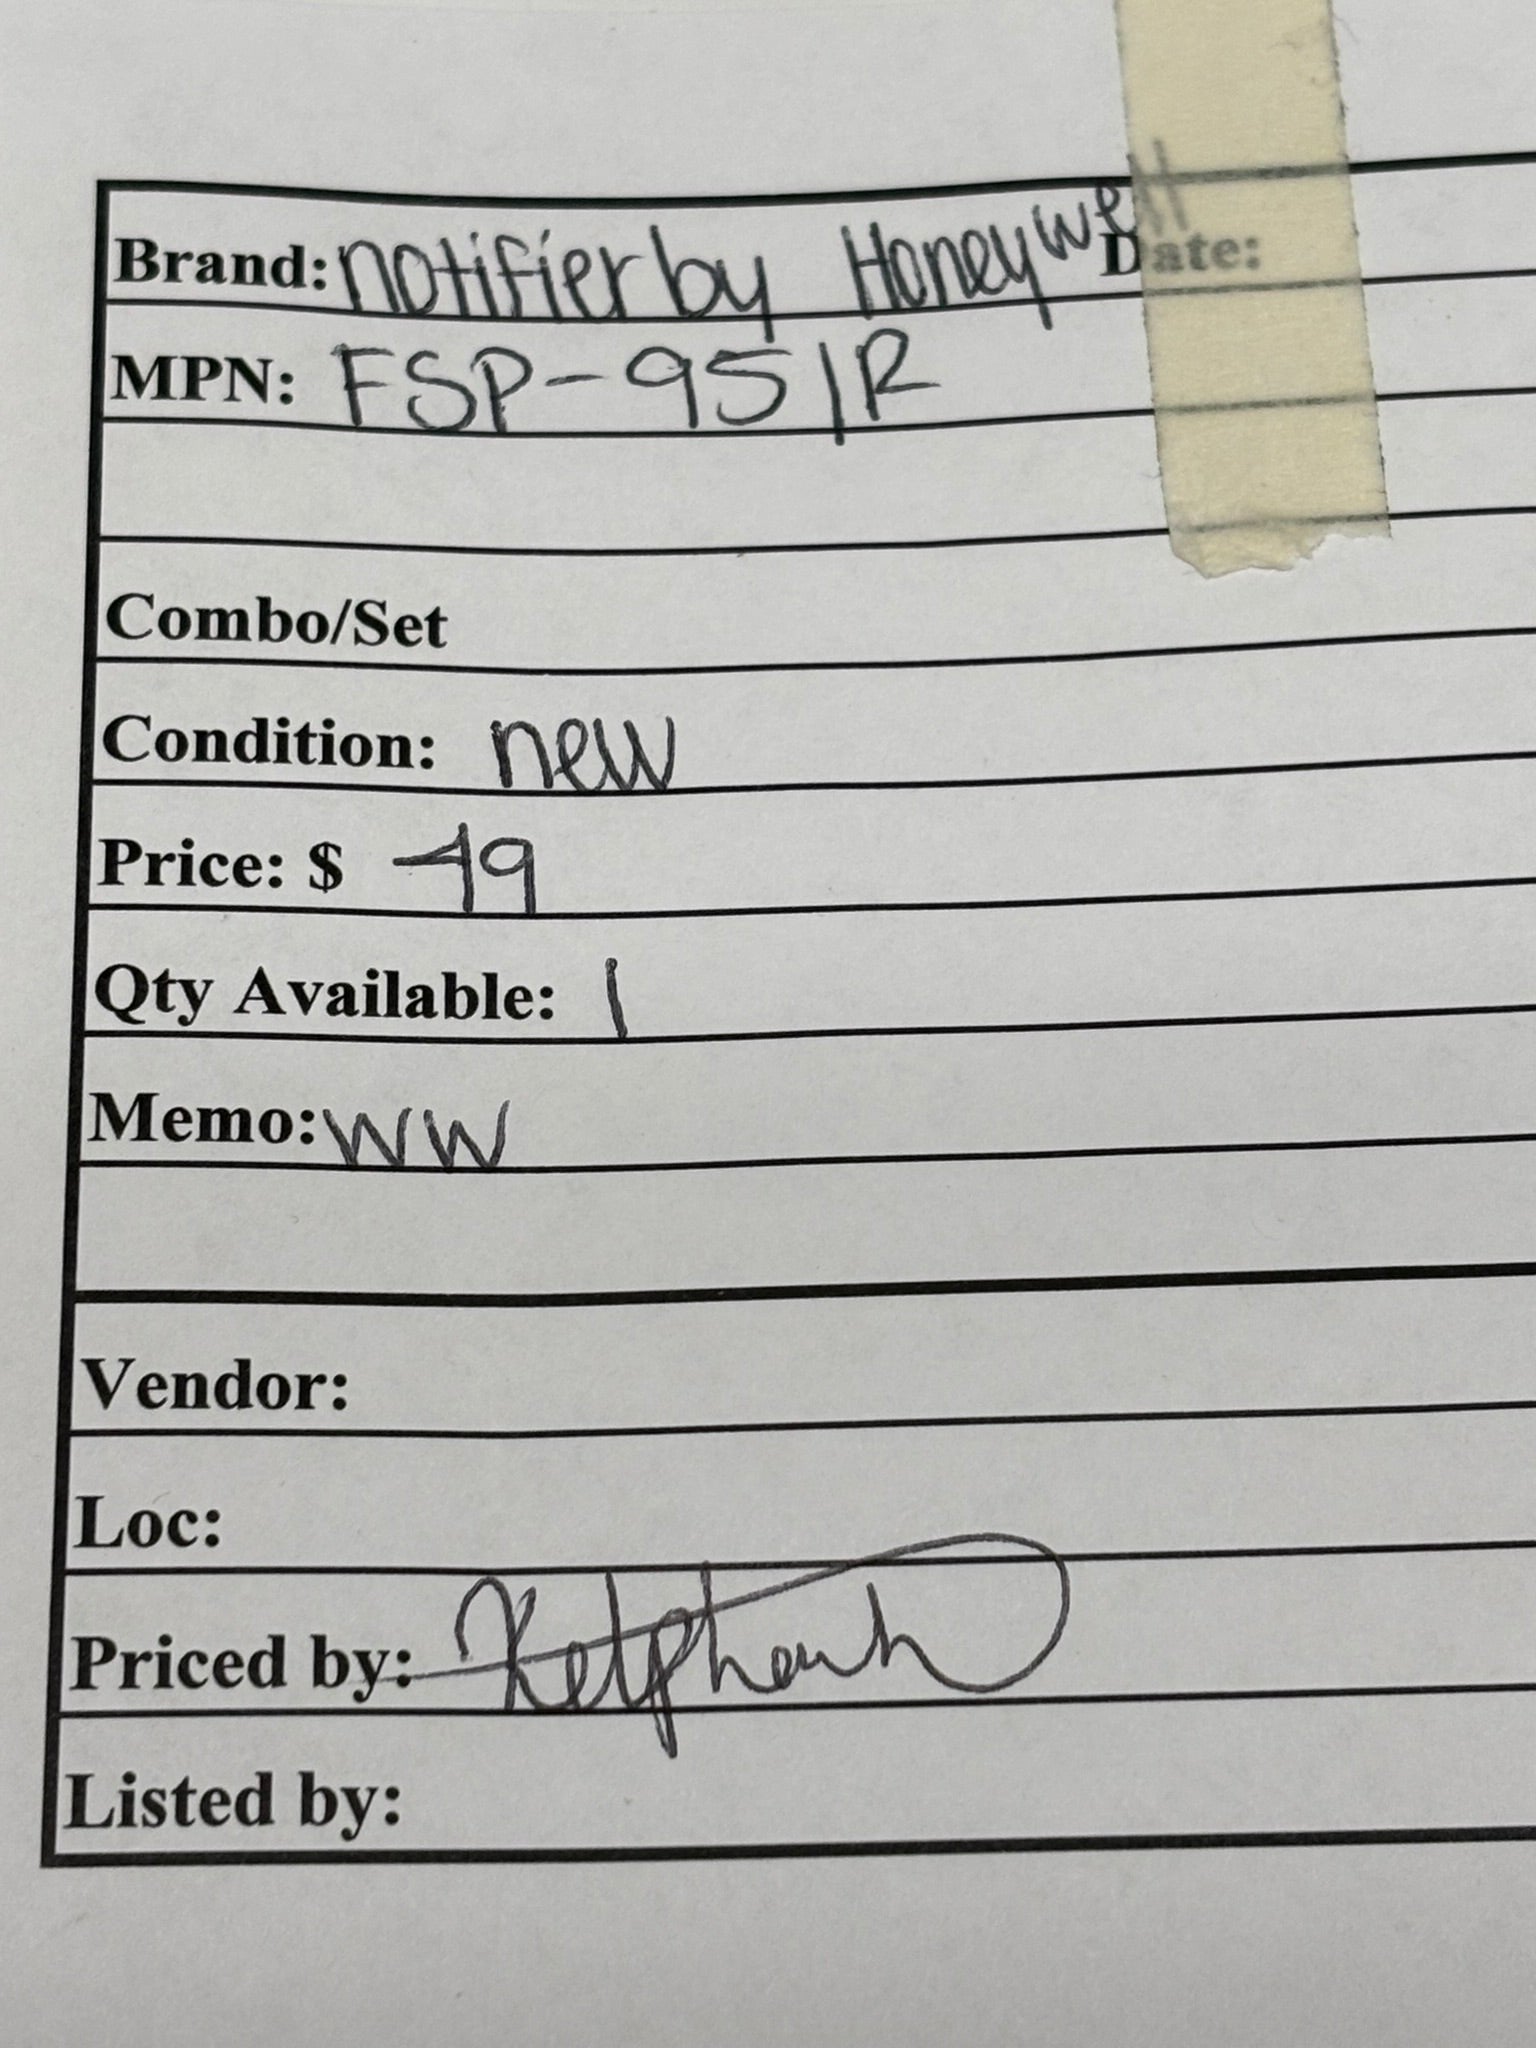 Brand: notifier by Honeywell Date:
MPN: FSP-951R
Combo/Set
Condition: new
Price: $ 49
Qty Available: 1
Memo: WW
Vendor:
Loc:
Priced by:
Listed by: